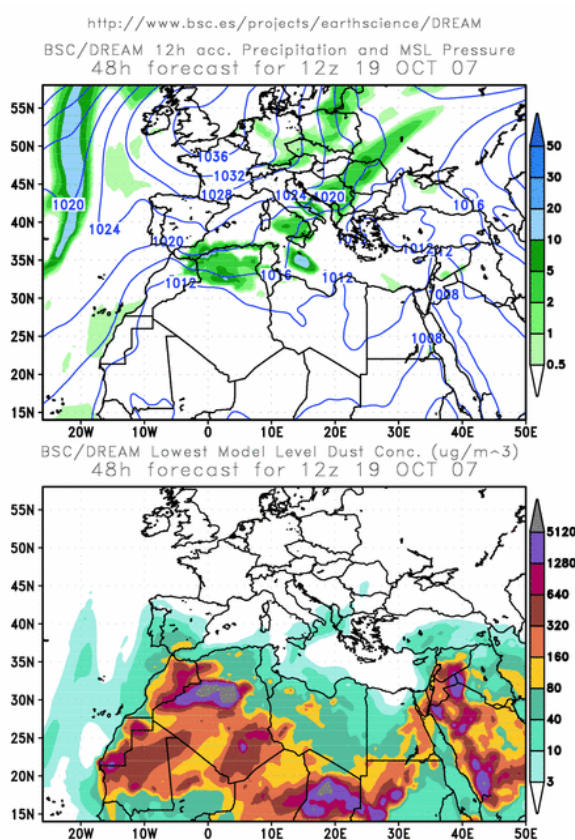 http://www.bsc.es/projects/earthscience/DREAM
BSC/DREAM 12h acc. Precipitation and MSL Pressure
48h forecast for 12z 19 OCT 07
55N
50N
45N
40N
35N
30N
25N
20N
15N
1036
1032
1028
1024
1020
1020
1016
1024
1020
1016
1012
1012
1012
1008
1008
50
30
20
10
5
2
1
0.5
20W 10W 0 10E 20E 30E 40E 50E
BSC/DREAM Lowest Model Level Dust Conc. (ug/m^3)
48h forecast for 12z 19 OCT 07
55N
50N
45N
40N
35N
30N
25N
20N
15N
5120
1280
640
320
160
80
40
10
3
20W 10W 0 10E 20E 30E 40E 50E